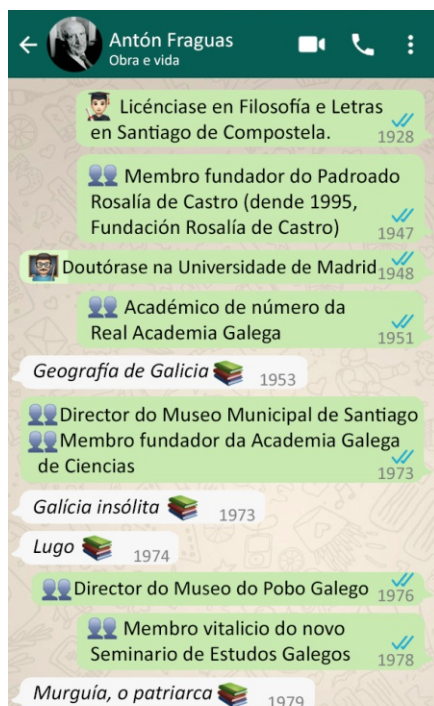 Antón Fraguas
Obra e vida
Licénciase en Filosofía e Letras
en Santiago de Compostela.
1928
Membro fundador do Padroado
Rosalía de Castro (dende 1995,
Fundación Rosalía de Castro)
1947
Doutórase na Universidade de Madrid
1948
Académico de número da
Real Academia Galega
1951
Geografía de Galicia
1953
Director do Museo Municipal de Santiago
Membro fundador da Academia Galega
de Ciencias
1973
Galícia insólita
1973
Lugo
1974
Director do Museo do Pobo Galego
1976
Membro vitalicio do novo
Seminario de Estudos Galegos
1978
Murguía, o patriarca
1979